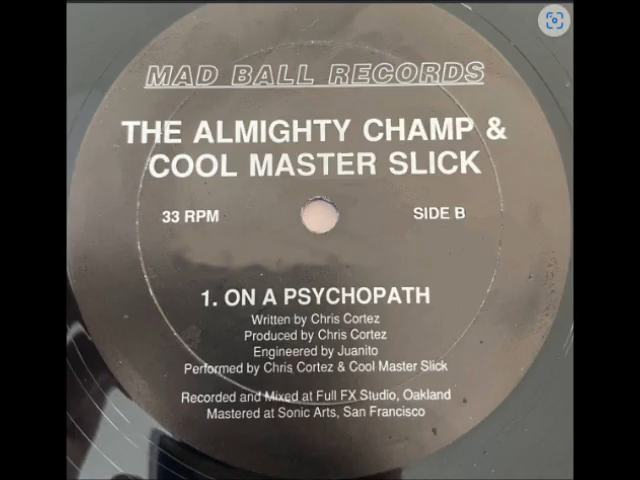 MAD BALL RECORDS
THE ALMIGHTY CHAMP &
COOL MASTER SLICK
33 RPM
SIDE B
1. ON A PSYCHOPATH
Written by Chris Cortez
Produced by Chris Cortez
Engineered by Juanito
Performed by Chris Cortez & Cool Master Slick
Recorded and Mixed at Full FX Studio, Oakland
Mastered at Sonic Arts, San Francisco